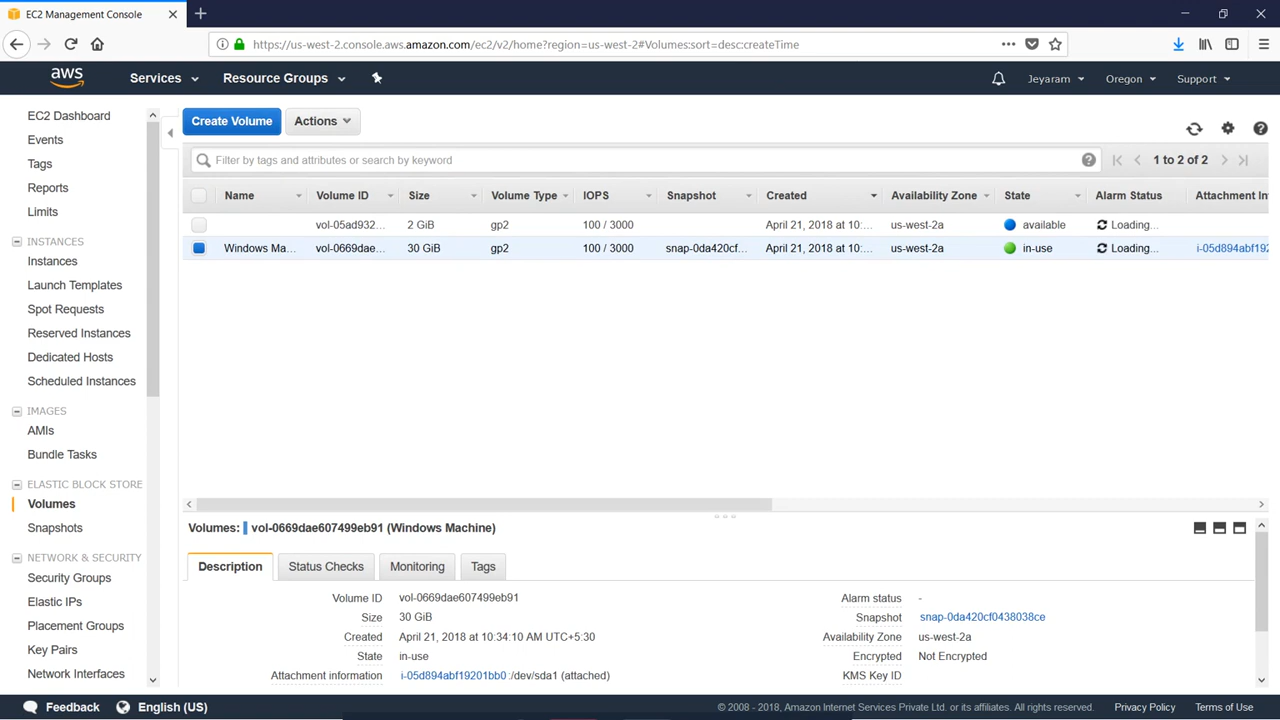 EC2 Management Console
https://us-west-2.console.aws.amazon.com/ec2/v2/home?region=us-west-2#Volumes:sort=desc:createTime
aws Services Resource Groups Jeyaram Oregon Support
EC2 Dashboard
Events
Tags
Reports
Limits
INSTANCES
Instances
Launch Templates
Spot Requests
Reserved Instances
Dedicated Hosts
Scheduled Instances
IMAGES
AMIs
Bundle Tasks
ELASTIC BLOCK STORE
Volumes
Snapshots
NETWORK & SECURITY
Security Groups
Elastic IPs
Placement Groups
Key Pairs
Network Interfaces
Create Volume Actions
Filter by tags and attributes or search by keyword 1 to 2 of 2
Name Volume ID Size Volume Type IOPS Snapshot Created Availability Zone State Alarm Status Attachment In
vol-05ad932... 2 GiB gp2 100 / 3000 April 21, 2018 at 10:... us-west-2a available Loading...
Windows Ma... vol-0669dae... 30 GiB gp2 100 / 3000 snap-0da420cf... April 21, 2018 at 10:... us-west-2a in-use Loading... i-05d894abf192
Volumes: vol-0669dae607499eb91 (Windows Machine)
Description Status Checks Monitoring Tags
Volume ID vol-0669dae607499eb91 Alarm status -
Size 30 GiB Snapshot snap-0da420cf0438038ce
Created April 21, 2018 at 10:34:10 AM UTC+5:30 Availability Zone us-west-2a
State in-use Encrypted Not Encrypted
Attachment information i-05d894abf19201bb0:/dev/sda1 (attached) KMS Key ID
Feedback English (US) © 2008 - 2018, Amazon Internet Services Private Ltd. or its affiliates. All rights reserved. Privacy Policy Terms of Use